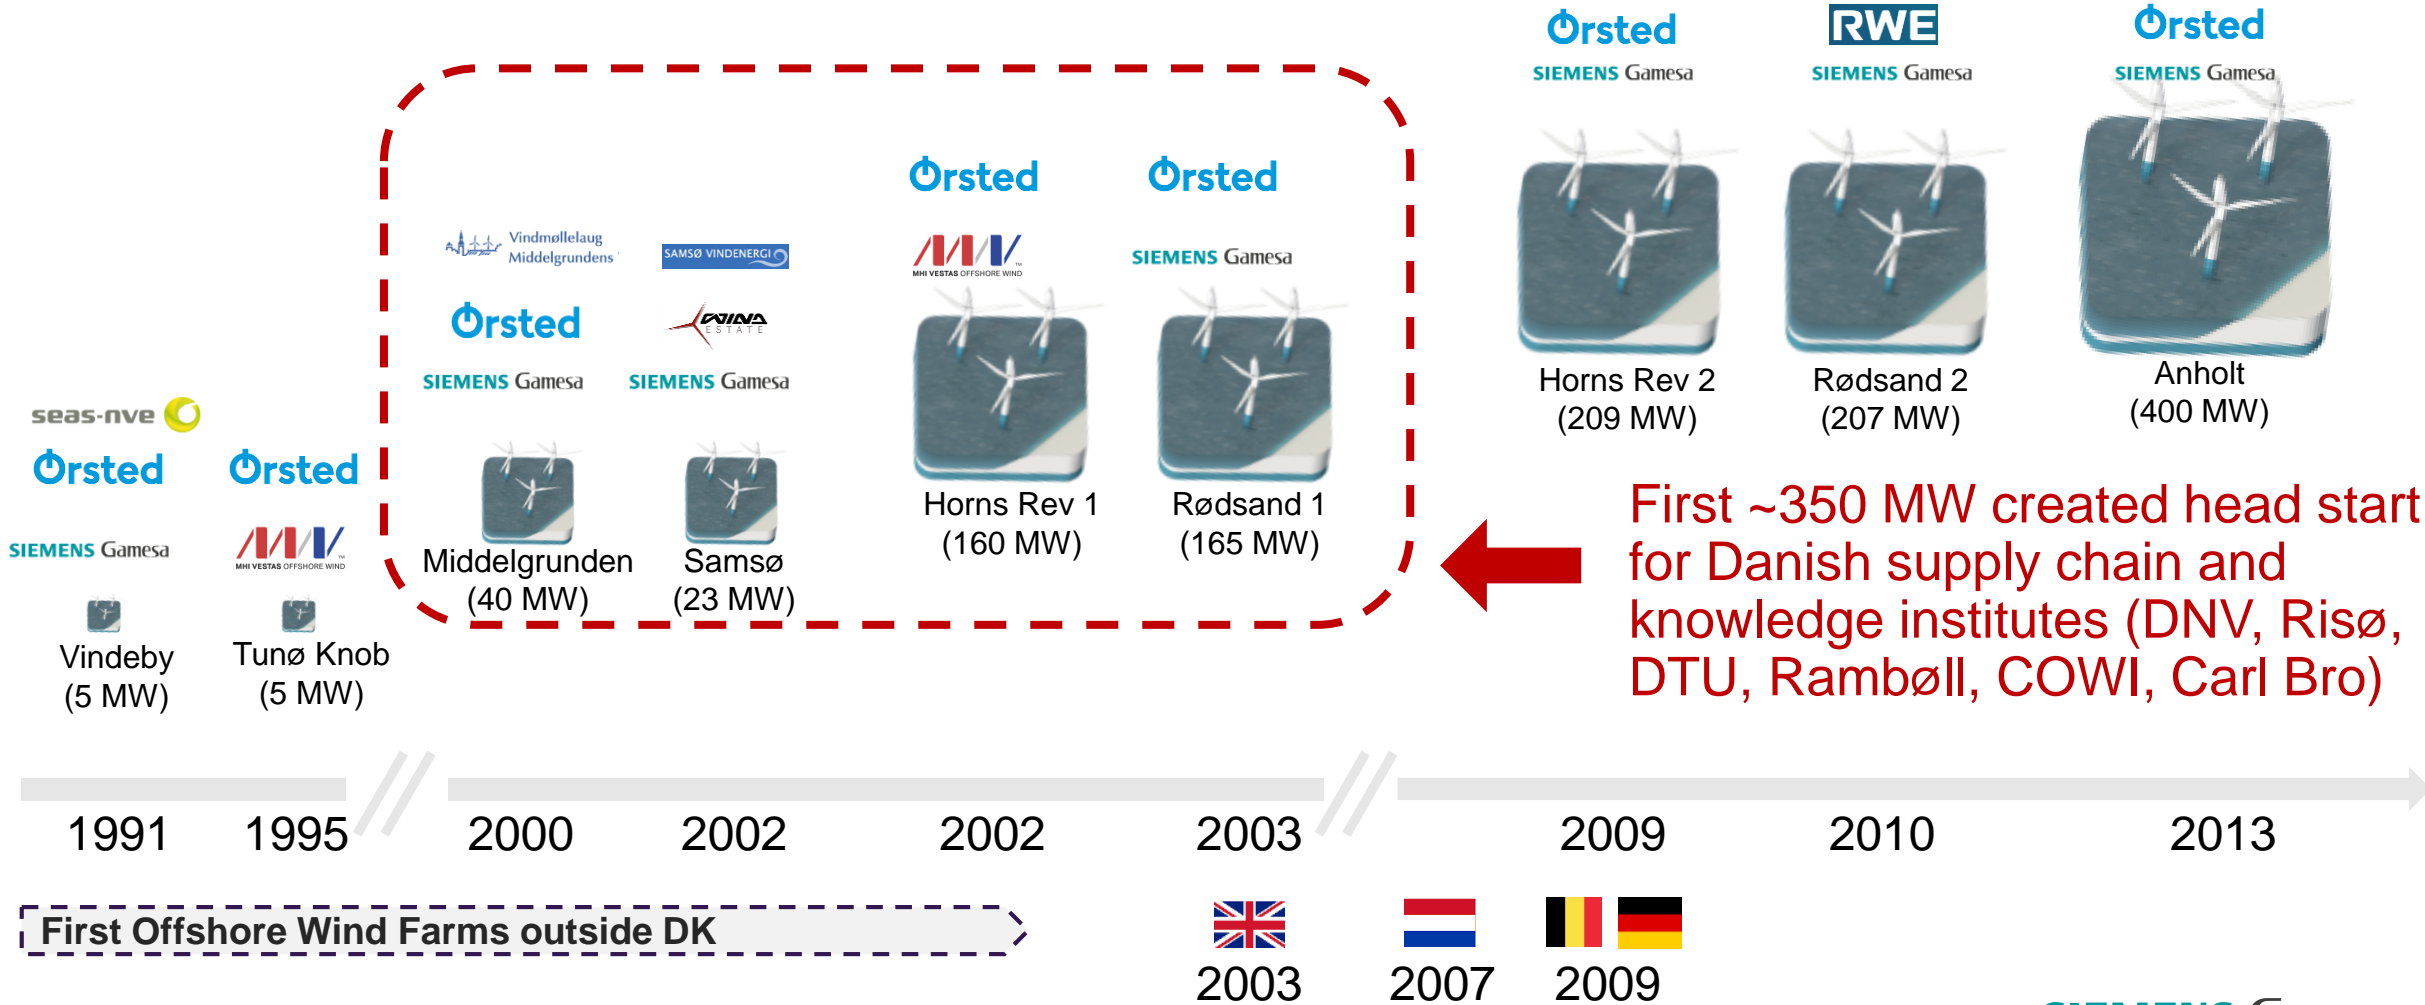 Ørsted
SIEMENS Gamesa
RWE
SIEMENS Gamesa
Ørsted
SIEMENS Gamesa
Horns Rev 2
(209 MW)
Rødsand 2
(207 MW)
Anholt
(400 MW)
Vindmøllelaug
Middelgrundens
Ørsted
SIEMENS Gamesa
Middelgrunden
(40 MW)
SAMSØ VINDENERGI
WIND
ESTATE
SIEMENS Gamesa
Samsø
(23 MW)
Ørsted
MHI VESTAS OFFSHORE WIND
Horns Rev 1
(160 MW)
Ørsted
SIEMENS Gamesa
Rødsand 1
(165 MW)
seas-nve
Ørsted
SIEMENS Gamesa
Vindeby
(5 MW)
Ørsted
MHI VESTAS OFFSHORE WIND
Tunø Knob
(5 MW)
First ~350 MW created head start
for Danish supply chain and
knowledge institutes (DNV, Risø,
DTU, Rambøll, COWI, Carl Bro)
1991 1995 2000 2002 2002 2003 2009 2010 2013
First Offshore Wind Farms outside DK
2003 2007 2009